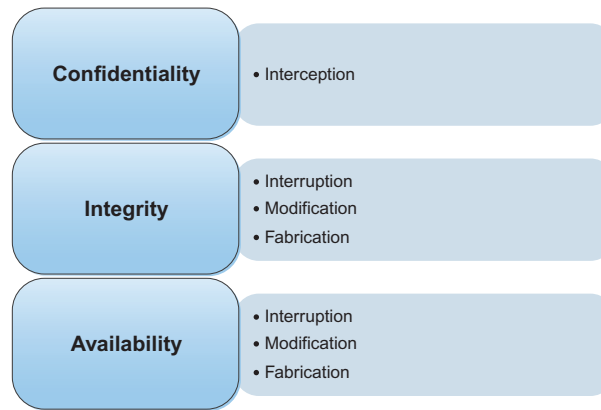 Confidentiality
• Interception
Integrity
• Interruption
• Modification
• Fabrication
Availability
• Interruption
• Modification
• Fabrication